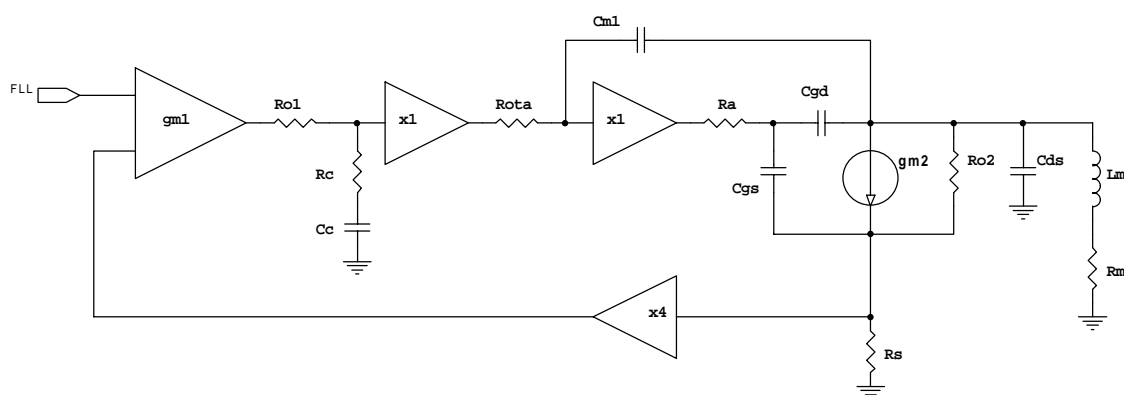 Cm1
FLL
gm1
Ro1
x1
Rota
x1
Ra
Cgd
gm2
Ro2
Cds
Lm
Rc
Cgs
Cc
Rm
x4
Rs